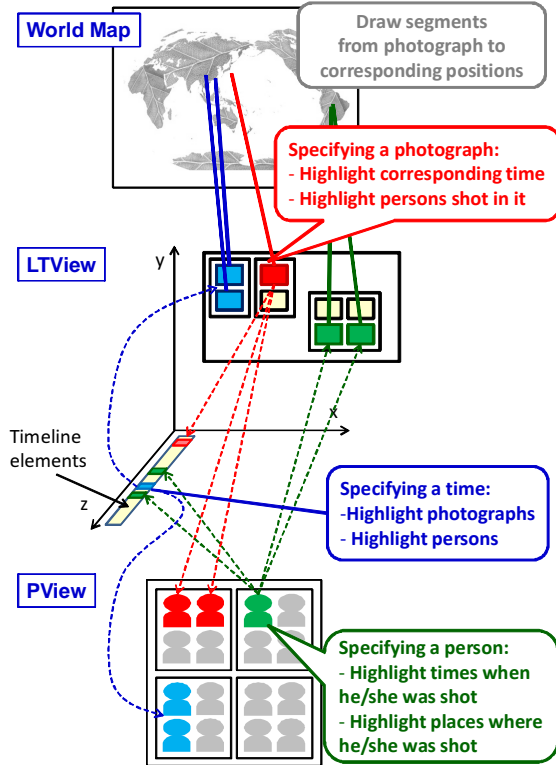 World Map
Draw segments
from photograph to
corresponding positions
Specifying a photograph:
- Highlight corresponding time
- Highlight persons shot in it
LTView
y
x
Timeline
elements
z
Specifying a time:
-Highlight photographs
- Highlight persons
PView
Specifying a person:
- Highlight times when
he/she was shot
- Highlight places where
he/she was shot